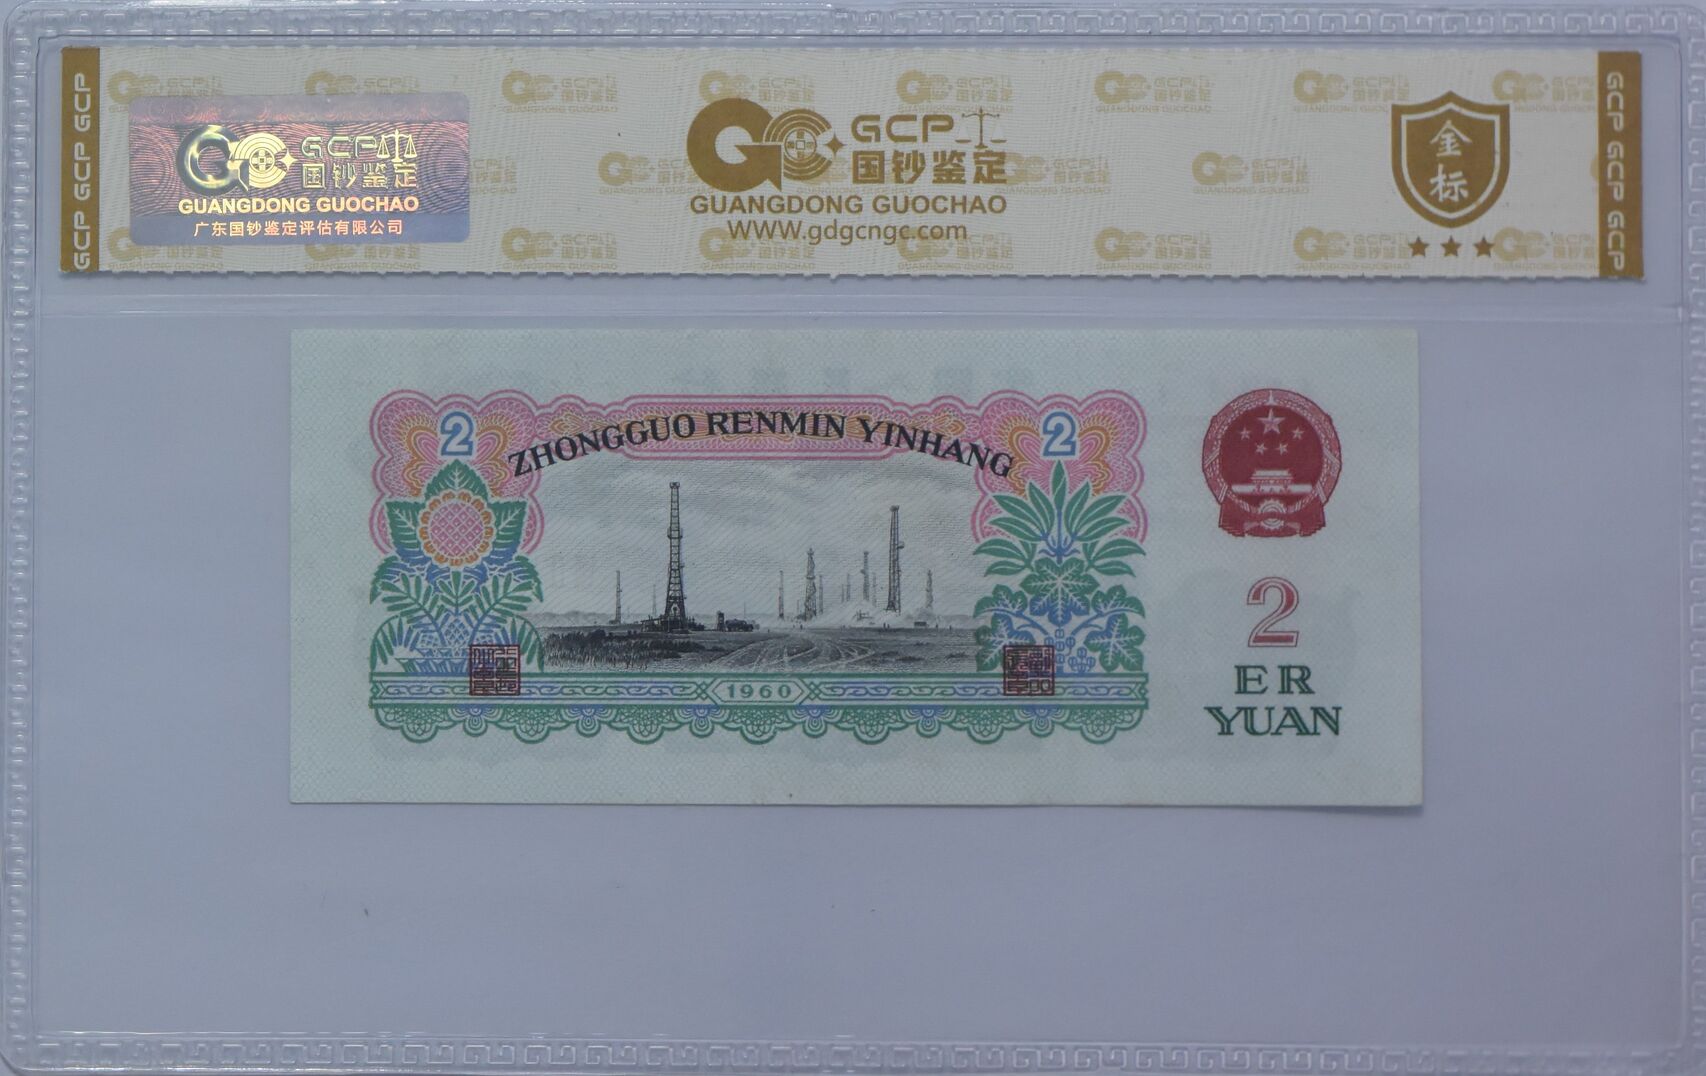 GCP GCP GCP
GCP
国钞鉴定
GUANGDONG GUOCHAO
广东国钞鉴定评估有限公司
GCP
国钞鉴定
GUANGDONG GUOCHAO
WWW.gdgcngc.com
金标
GCP GCP GCP
2
ZHONGGUO RENMIN YINHANG
2
1960
2
ER
YUAN